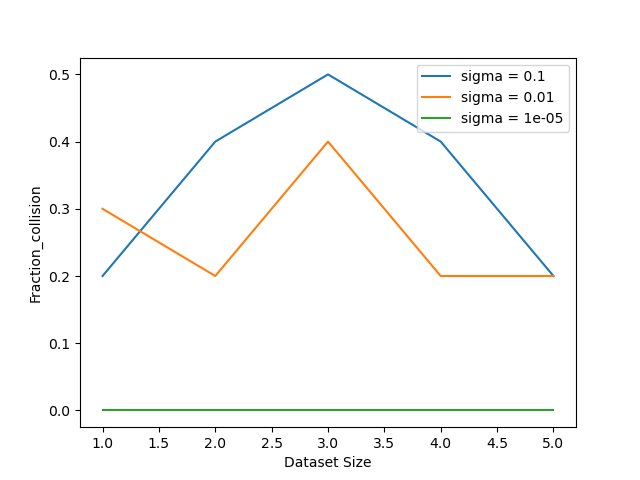 sigma = 0.1
sigma = 0.01
sigma = 1e-05
Fraction_collision
0.5
0.4
0.3
0.2
0.1
0.0
1.0 1.5 2.0 2.5 3.0 3.5 4.0 4.5 5.0
Dataset Size